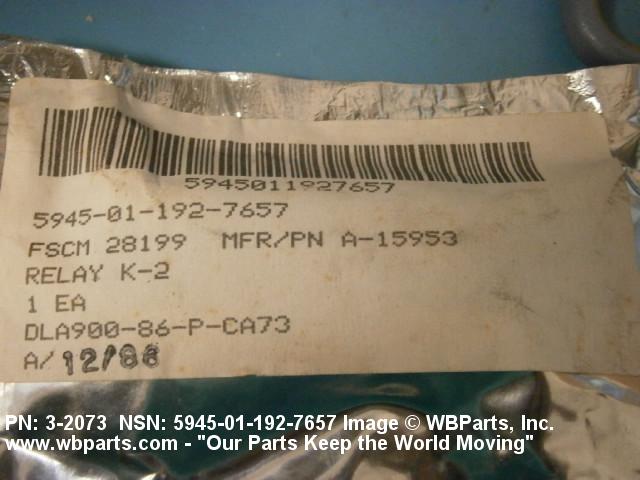 5945011927657
5945-01-192-7657
FSCM 28199 MFR/PN A-15953
RELAY K-2
1 EA
DLA900-86-P-CA73
A/12/86
PN: 3-2073 NSN: 5945-01-192-7657 Image © WBParts, Inc.
www.wbparts.com - "Our Parts Keep the World Moving"